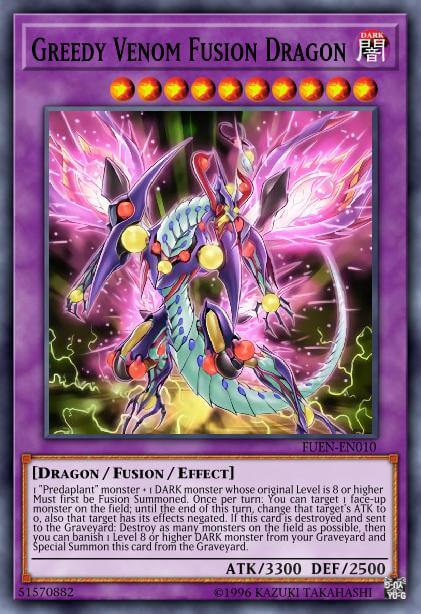 GREEDY VENOM FUSION DRAGON
DARK
闇
FUEN-EN010
[DRAGON / FUSION / EFFECT]
1 "Predaplant" monster + 1 DARK monster whose original Level is 8 or higher
Must first be Fusion Summoned. Once per turn: You can target 1 face-up
monster on the field; until the end of this turn, change that target's ATK to
0, also that target has its effects negated. If this card is destroyed and sent
to the Graveyard: Destroy as many monsters on the field as possible, then
you can banish 1 Level 8 or higher DARK monster from your Graveyard and
Special Summon this card from the Graveyard.
ATK/3300 DEF/2500
51570882
©1996 KAZUKI TAKAHASHI